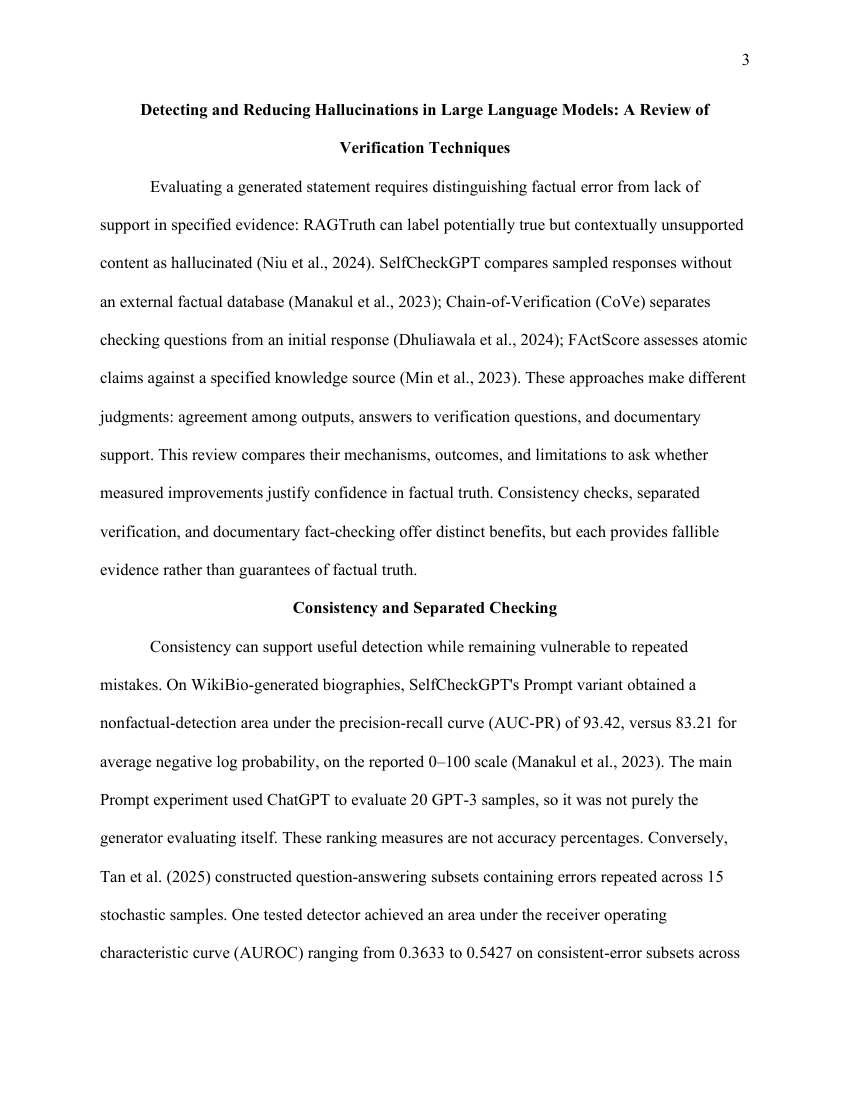 3
Detecting and Reducing Hallucinations in Large Language Models: A Review of
Verification Techniques
Evaluating a generated statement requires distinguishing factual error from lack of
support in specified evidence: RAGTruth can label potentially true but contextually unsupported
content as hallucinated (Niu et al., 2024). SelfCheckGPT compares sampled responses without
an external factual database (Manakul et al., 2023); Chain-of-Verification (CoVe) separates
checking questions from an initial response (Dhuliawala et al., 2024); FActScore assesses atomic
claims against a specified knowledge source (Min et al., 2023). These approaches make different
judgments: agreement among outputs, answers to verification questions, and documentary
support. This review compares their mechanisms, outcomes, and limitations to ask whether
measured improvements justify confidence in factual truth. Consistency checks, separated
verification, and documentary fact-checking offer distinct benefits, but each provides fallible
evidence rather than guarantees of factual truth.
Consistency and Separated Checking
Consistency can support useful detection while remaining vulnerable to repeated
mistakes. On WikiBio-generated biographies, SelfCheckGPT's Prompt variant obtained a
nonfactual-detection area under the precision-recall curve (AUC-PR) of 93.42, versus 83.21 for
average negative log probability, on the reported 0–100 scale (Manakul et al., 2023). The main
Prompt experiment used ChatGPT to evaluate 20 GPT-3 samples, so it was not purely the
generator evaluating itself. These ranking measures are not accuracy percentages. Conversely,
Tan et al. (2025) constructed question-answering subsets containing errors repeated across 15
stochastic samples. One tested detector achieved an area under the receiver operating
characteristic curve (AUROC) ranging from 0.3633 to 0.5427 on consistent-error subsets across